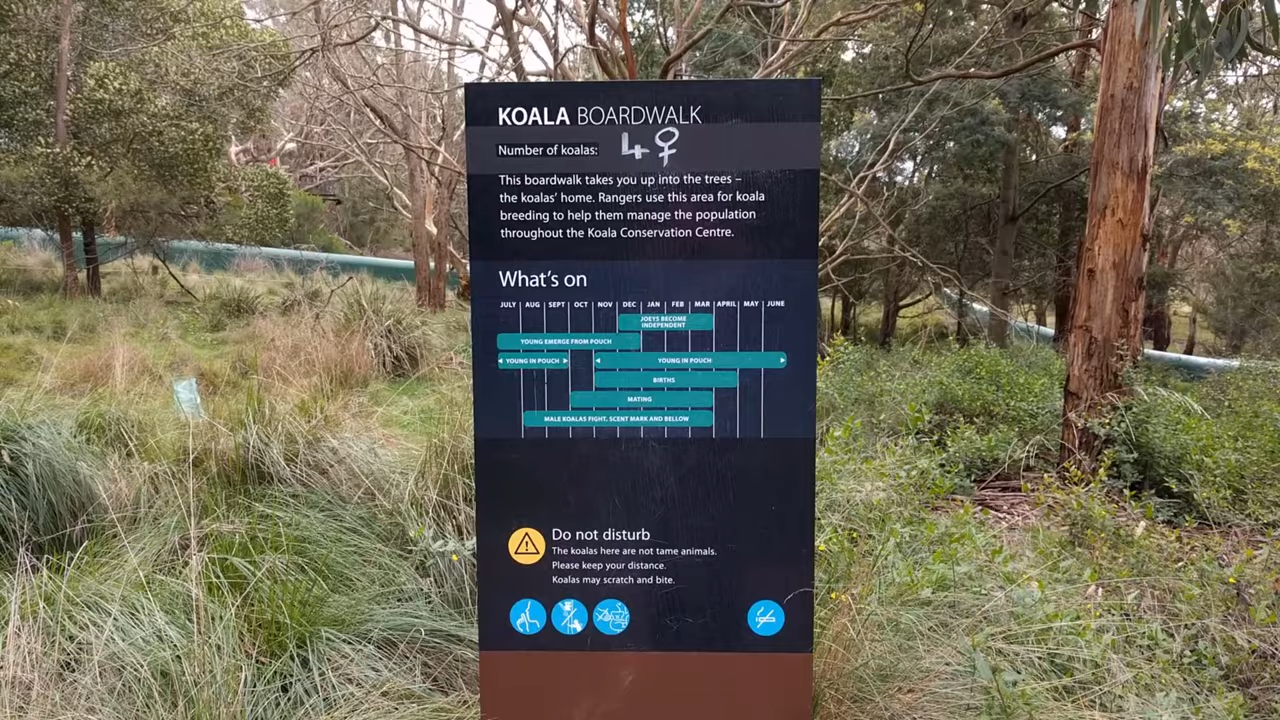 KOALA BOARDWALK
Number of koalas: 4♀
This boardwalk takes you up into the trees –
the koalas' home. Rangers use this area for koala
breeding to help them manage the population
throughout the Koala Conservation Centre.
What's on
JULY AUG SEPT OCT NOV DEC JAN FEB MAR APRIL MAY JUNE
JOEYS BECOME
INDEPENDENT
YOUNG EMERGE FROM POUCH
YOUNG IN POUCH YOUNG IN POUCH
BIRTHS
MATING
MALE KOALAS FIGHT, SCENT MARK AND BELLOW
Do not disturb
The koalas here are not tame animals.
Please keep your distance.
Koalas may scratch and bite.